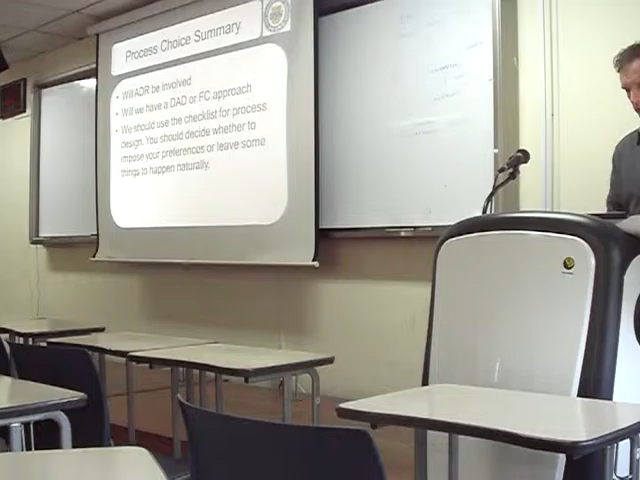 Process Choice Summary
• Will ADR be involved
• Will we have a DAD or FC approach
• We should use the checklist for process
design. You should decide whether to
impose your preferences or leave some
things to happen naturally.